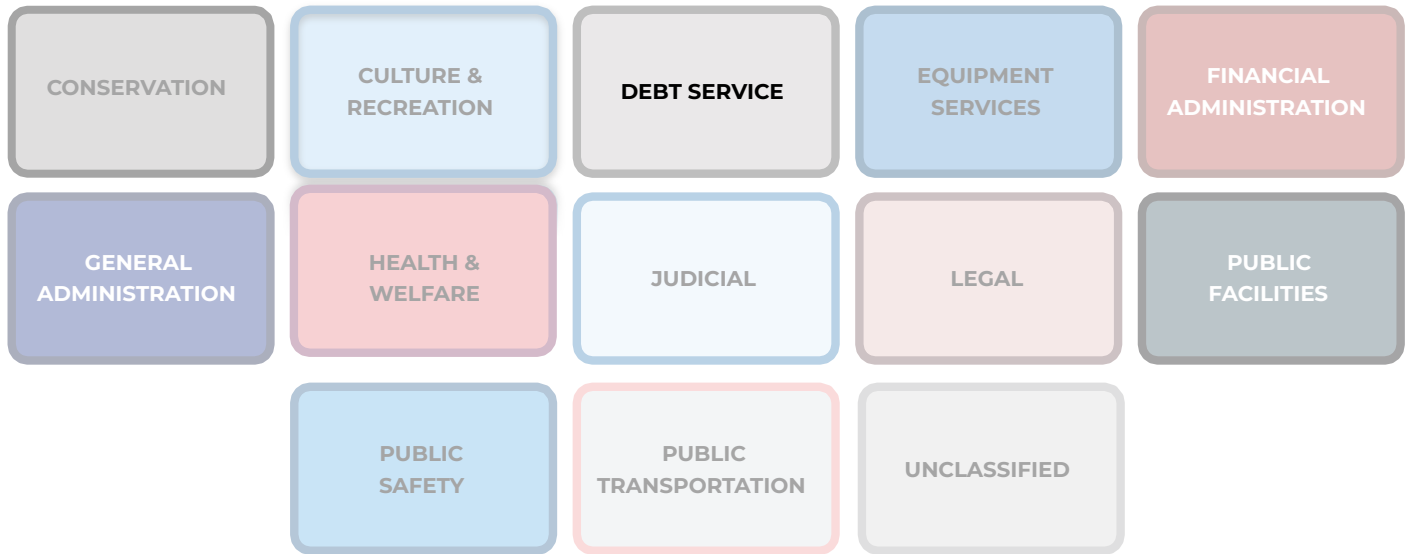 CONSERVATION
CULTURE &
RECREATION
DEBT SERVICE
EQUIPMENT
SERVICES
FINANCIAL
ADMINISTRATION
GENERAL
ADMINISTRATION
HEALTH &
WELFARE
JUDICIAL
LEGAL
PUBLIC
FACILITIES
PUBLIC
SAFETY
PUBLIC
TRANSPORTATION
UNCLASSIFIED